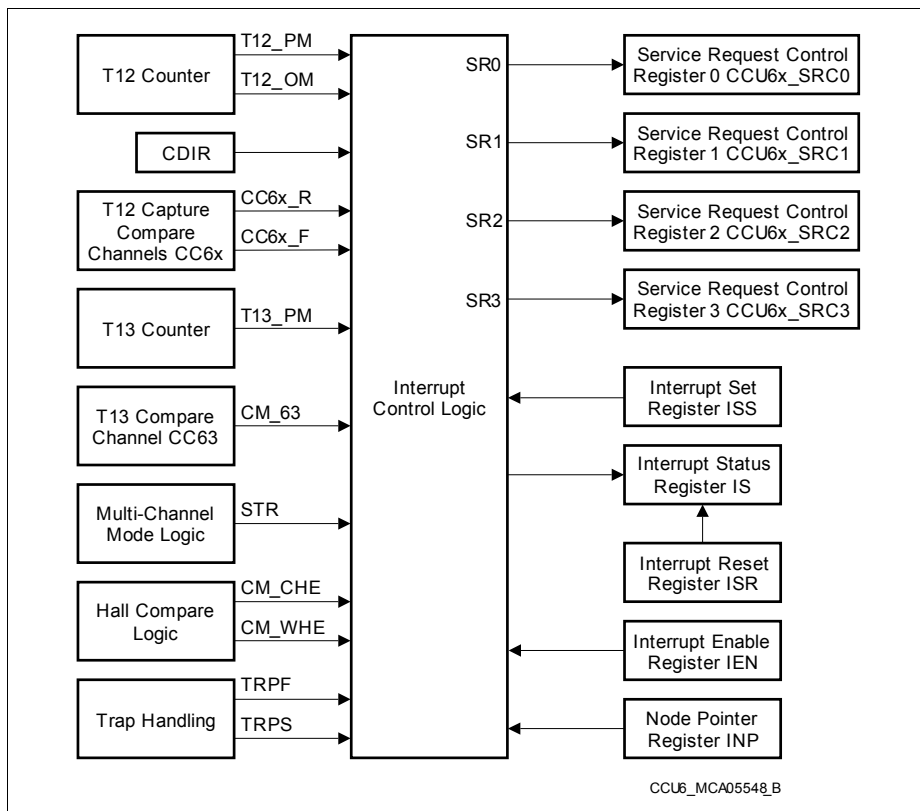 T12 Counter
T12_PM
T12_OM
CDIR
T12 Capture
Compare
Channels CC6x
CC6x_R
CC6x_F
T13 Counter
T13_PM
T13 Compare
Channel CC63
CM_63
Multi-Channel
Mode Logic
STR
Hall Compare
Logic
CM_CHE
CM_WHE
Trap Handling
TRPF
TRPS
Interrupt
Control Logic
SR0
SR1
SR2
SR3
Service Request Control
Register 0 CCU6x_SRC0
Service Request Control
Register 1 CCU6x_SRC1
Service Request Control
Register 2 CCU6x_SRC2
Service Request Control
Register 3 CCU6x_SRC3
Interrupt Set
Register ISS
Interrupt Status
Register IS
Interrupt Reset
Register ISR
Interrupt Enable
Register IEN
Node Pointer
Register INP
CCU6_MCA05548_B